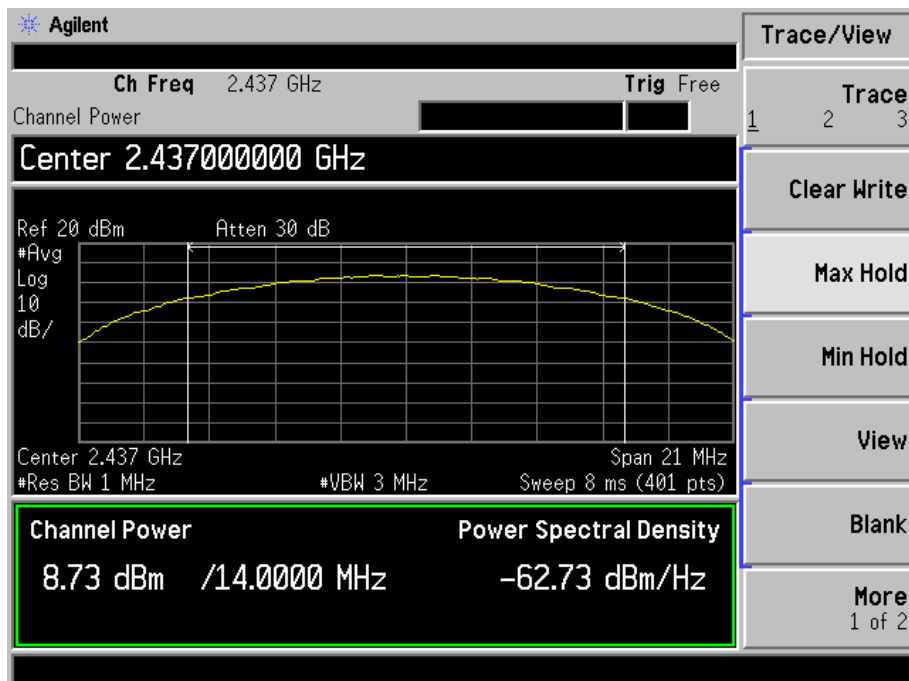 Agilent
Trace/View
Ch Freq 2.437 GHz Trig Free
Channel Power
Trace
1 2 3
Center 2.437000000 GHz
Clear Write
Ref 20 dBm Atten 30 dB
#Avg
Log
10
dB/
Max Hold
Min Hold
View
Center 2.437 GHz Span 21 MHz
#Res BW 1 MHz #VBW 3 MHz Sweep 8 ms (401 pts)
Channel Power Power Spectral Density
8.73 dBm /14.0000 MHz -62.73 dBm/Hz
Blank
More
1 of 2